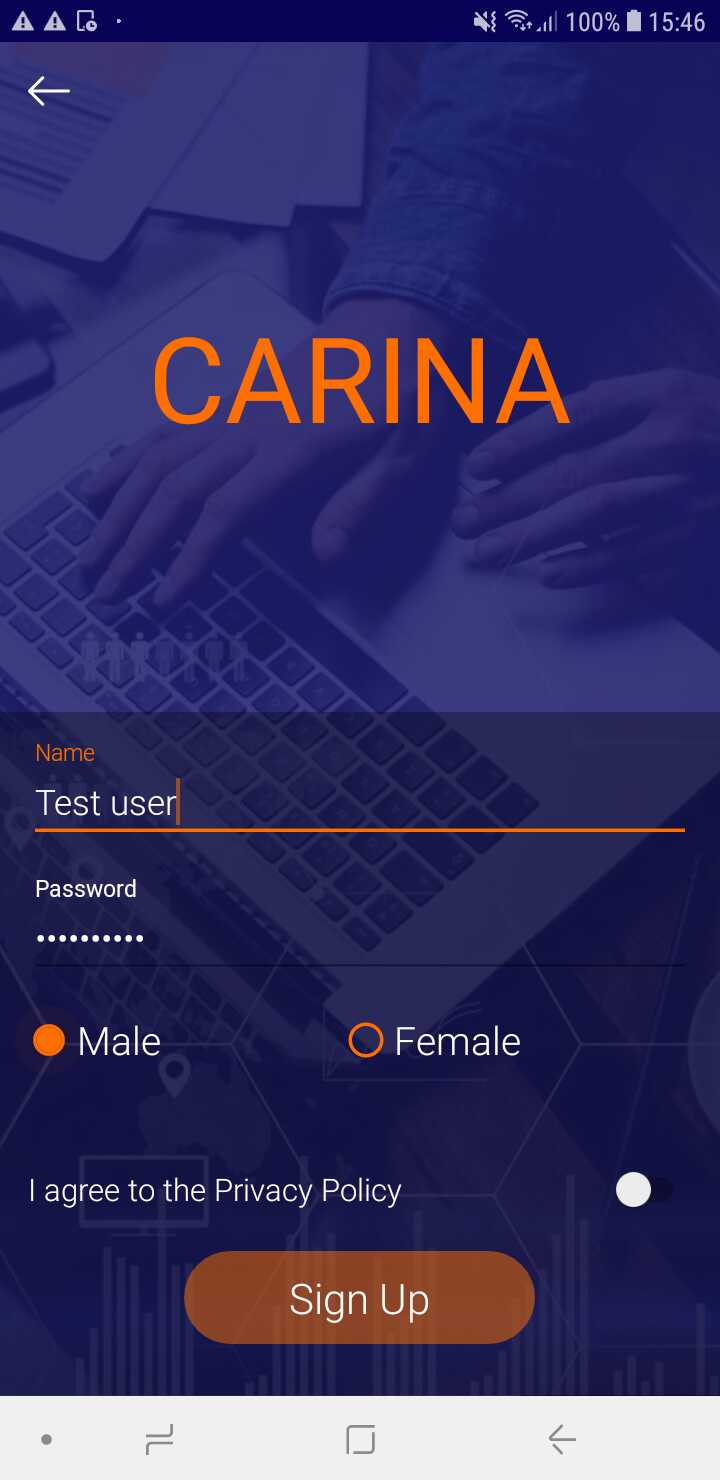 100% 15:46
CARINA
Name
Test user
Password
••••••••••
Male Female
I agree to the Privacy Policy
Sign Up